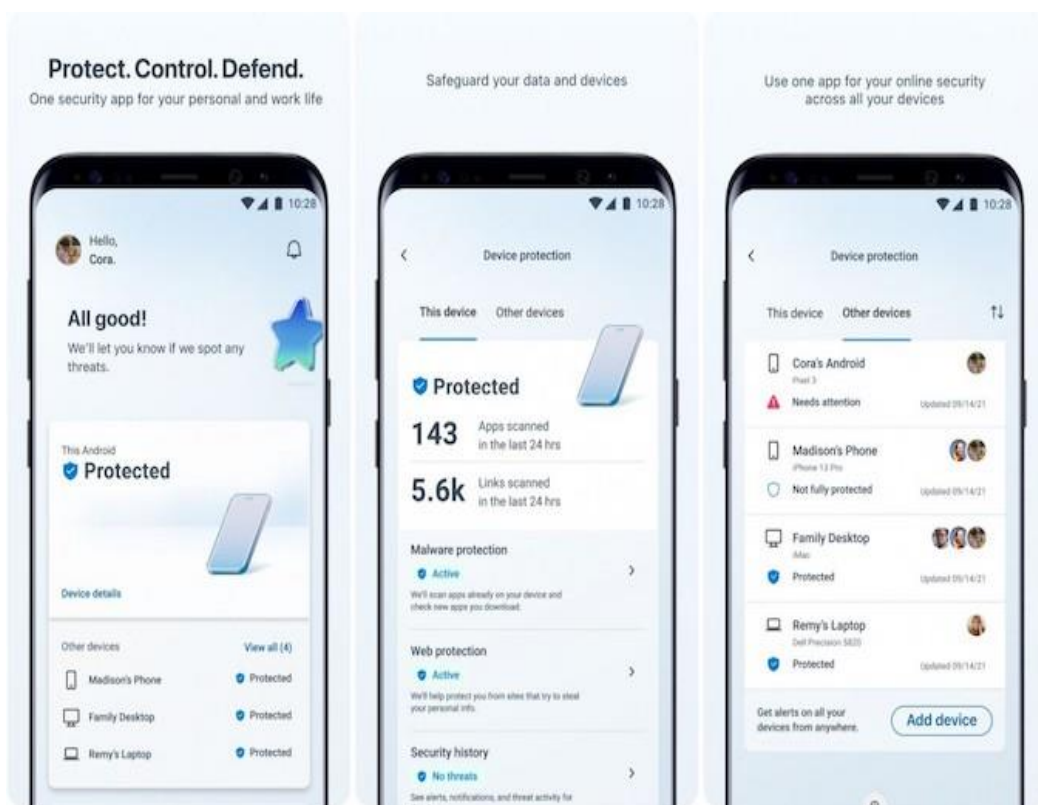 Protect. Control. Defend.
One security app for your personal and work life
10:28
Hello,
Cora.
All good!
We'll let you know if we spot any
threats.
This Android
Protected
Device details
Other devices View all (4)
Madison's Phone Protected
Family Desktop Protected
Remy's Laptop Protected
Safeguard your data and devices
10:28
Device protection
This device Other devices
Protected
143 Apps scanned
in the last 24 hrs
5.6k Links scanned
in the last 24 hrs
Malware protection
Active
We'll scan apps already on your device and
check new apps you download.
Web protection
Active
We'll help protect you from sites that try to steal
your personal info.
Security history
No threats
See alerts, notifications, and threat activity for
Use one app for your online security
across all your devices
10:28
Device protection
This device Other devices
Cora's Android
Pixel 3
Needs attention Updated 09/14/21
Madison's Phone
iPhone 13 Pro
Not fully protected Updated 09/14/21
Family Desktop
iMac
Protected Updated 09/14/21
Remy's Laptop
Dell Precision 5820
Protected Updated 09/14/21
Get alerts on all your
devices from anywhere.
Add device